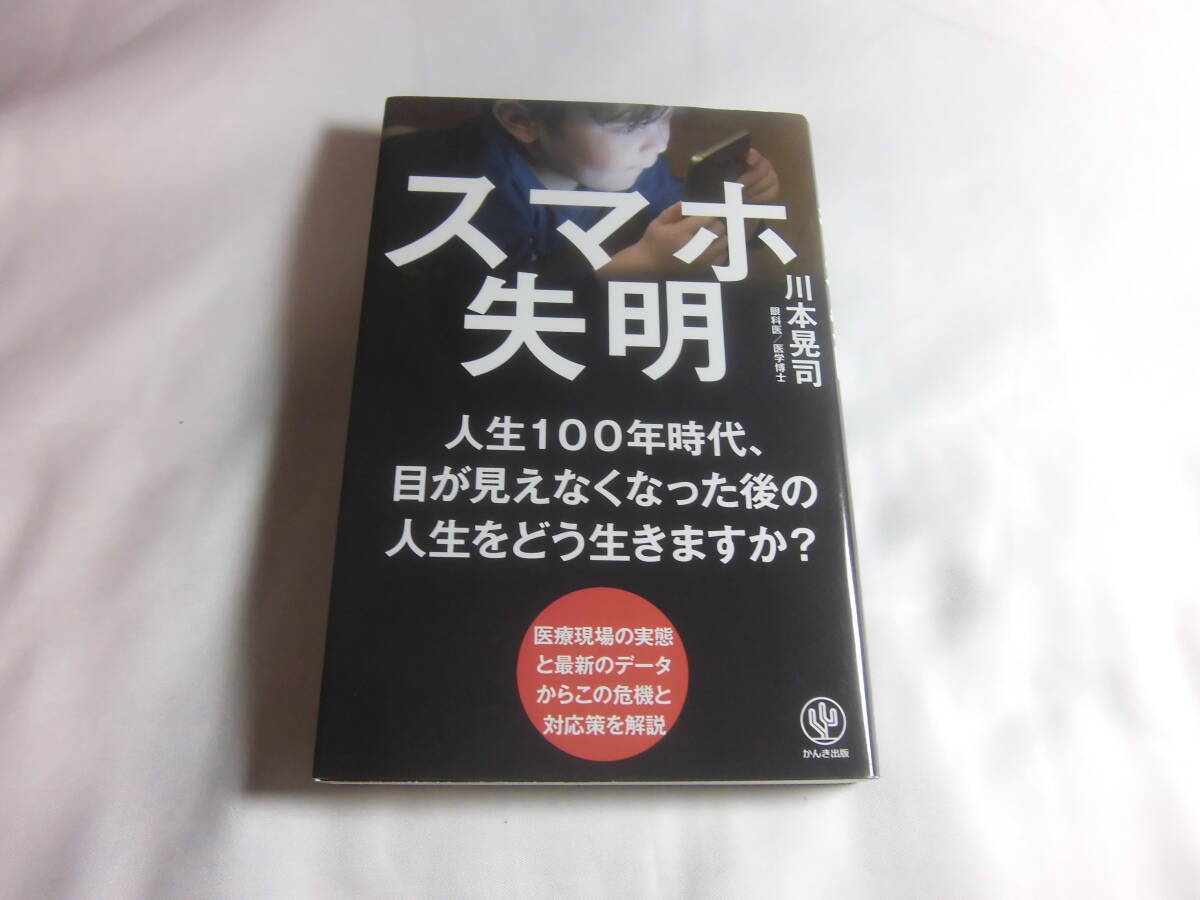 スマホ
失明
川本晃司
眼科医／医学博士
人生100年時代、
目が見えなくなった後の
人生をどう生きますか？
医療現場の実態
と最新のデータ
からこの危機と
対応策を解説
かんき出版